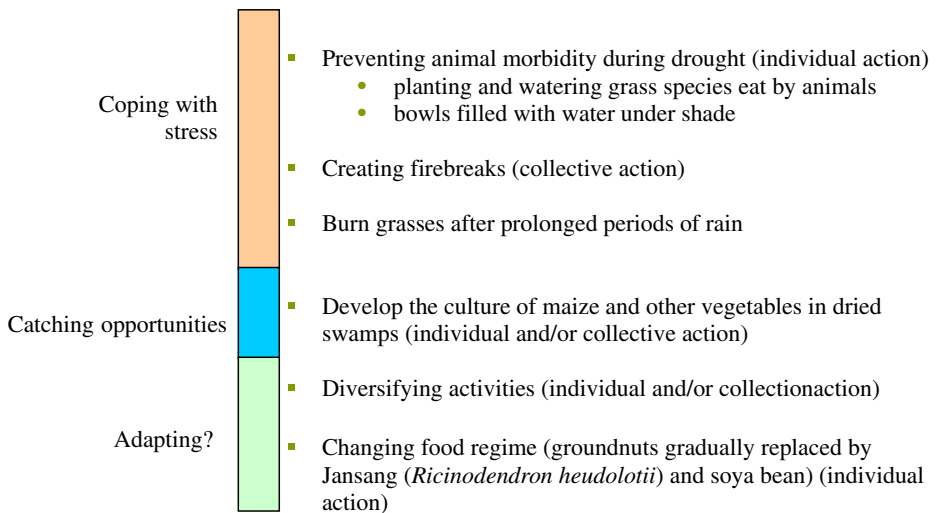 Coping with
stress
Preventing animal morbidity during drought (individual action)
planting and watering grass species eat by animals
bowls filled with water under shade
Creating firebreaks (collective action)
Burn grasses after prolonged periods of rain
Catching opportunities
Develop the culture of maize and other vegetables in dried
swamps (individual and/or collective action)
Adapting?
Diversifying activities (individual and/or collectionaction)
Changing food regime (groundnuts gradually replaced by
Jansang (Ricinodendron heudolotii) and soya bean) (individual
action)